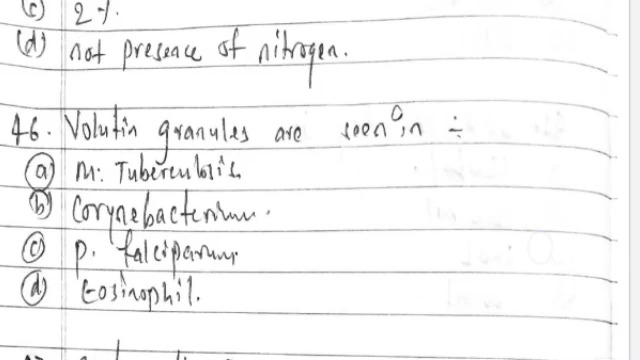 (c) 2%.
(d) not presence of nitrogen.
46. Volutin granules are seen in ÷
(a) M. Tuberculosis
(b) Corynebacterium.
(c) P. falciparum
(d) Eosinophil.